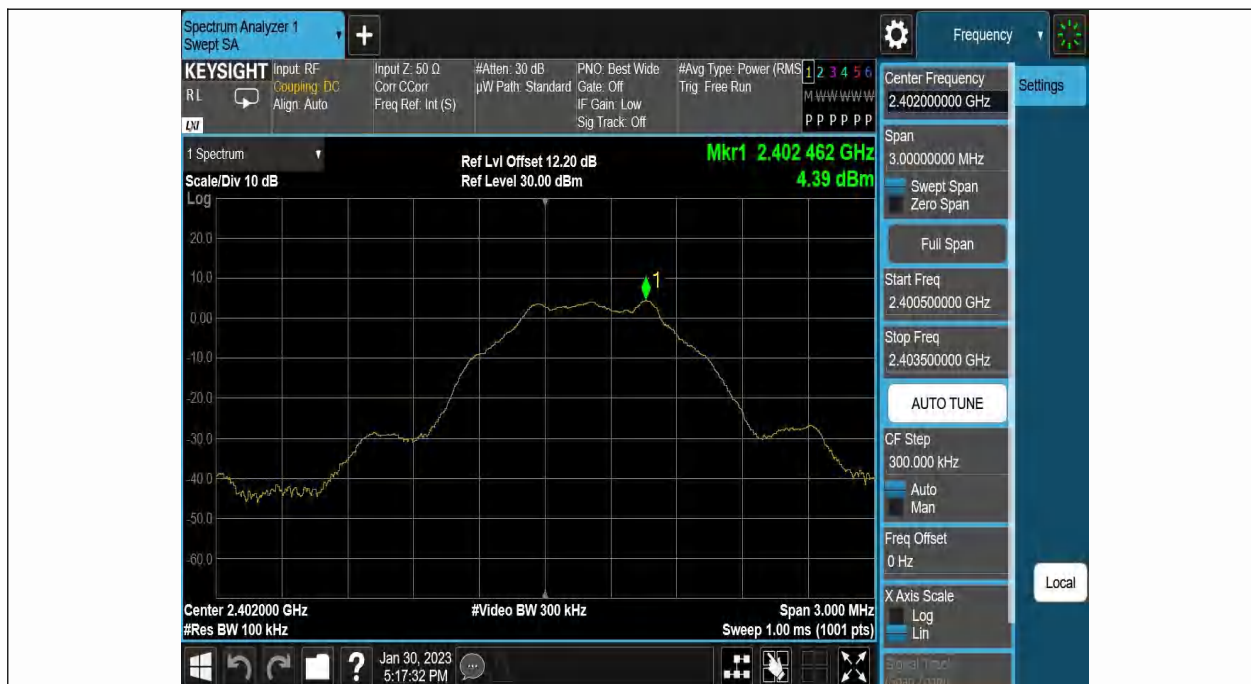 Spectrum Analyzer 1
Swept SA
+
Frequency
KEYSIGHT
RL
LXI
Input: RF
Coupling: DC
Align: Auto
Input Z: 50 Ω
Corr CCorr
Freq Ref: Int (S)
#Atten: 30 dB
µW Path: Standard
PNO: Best Wide
Gate: Off
IF Gain: Low
Sig Track: Off
#Avg Type: Power (RMS
Trig: Free Run
1 2 3 4 5 6
M W W W W W
P P P P P P
1 Spectrum
Scale/Div 10 dB
Log
Ref Lvl Offset 12.20 dB
Ref Level 30.00 dBm
Mkr1 2.402 462 GHz
4.39 dBm
1
20.0
10.0
0.00
-10.0
-20.0
-30.0
-40.0
-50.0
-60.0
Center 2.402000 GHz
#Res BW 100 kHz
#Video BW 300 kHz
Span 3.000 MHz
Sweep 1.00 ms (1001 pts)
Jan 30, 2023
5:17:32 PM
?
Center Frequency
2.402000000 GHz
Span
3.00000000 MHz
Swept Span
Zero Span
Full Span
Start Freq
2.400500000 GHz
Stop Freq
2.403500000 GHz
AUTO TUNE
CF Step
300.000 kHz
Auto
Man
Freq Offset
0 Hz
X Axis Scale
Log
Lin
Signal Track
Settings
Local